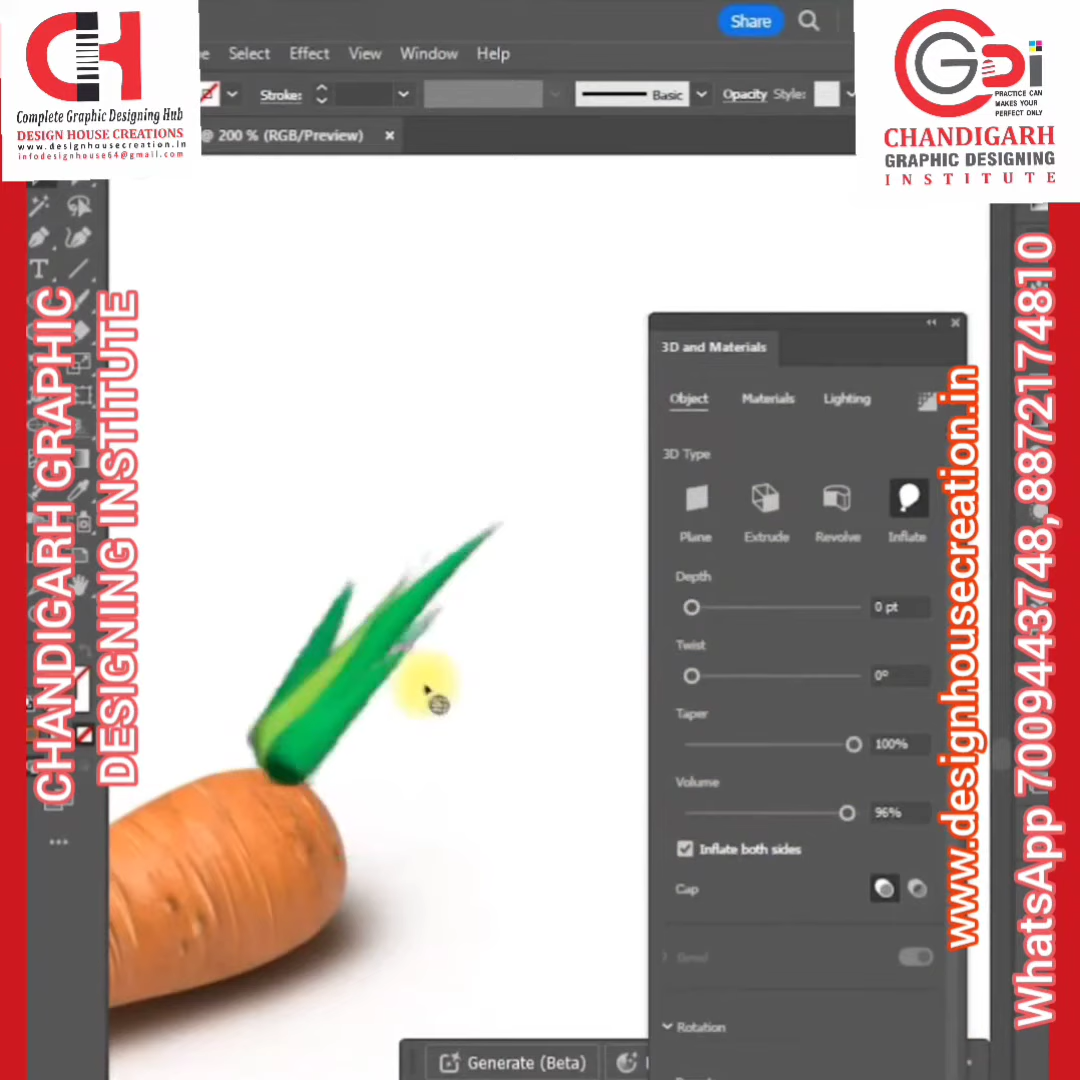 Complete Graphic Designing Hub
DESIGN HOUSE CREATIONS
www.designhousecreation.in
infodesignhouse64@gmail.com
Share
Select Effect View Window Help
Stroke:
Basic
Opacity Style:
@ 200 % (RGB/Preview)
PRACTICE CAN
MAKES YOUR
PERFECT ONLY
CHANDIGARH
GRAPHIC DESIGNING
INSTITUTE
CHANDIGARH GRAPHIC
DESIGNING INSTITUTE
3D and Materials
Object Materials Lighting
3D Type
Plane Extrude Revolve Inflate
Depth
0 pt
Twist
0°
Taper
100%
Volume
96%
Inflate both sides
Cap
Rotation
Generate (Beta)
www.designhousecreation.in
WhatsApp 7009443748, 8872174810